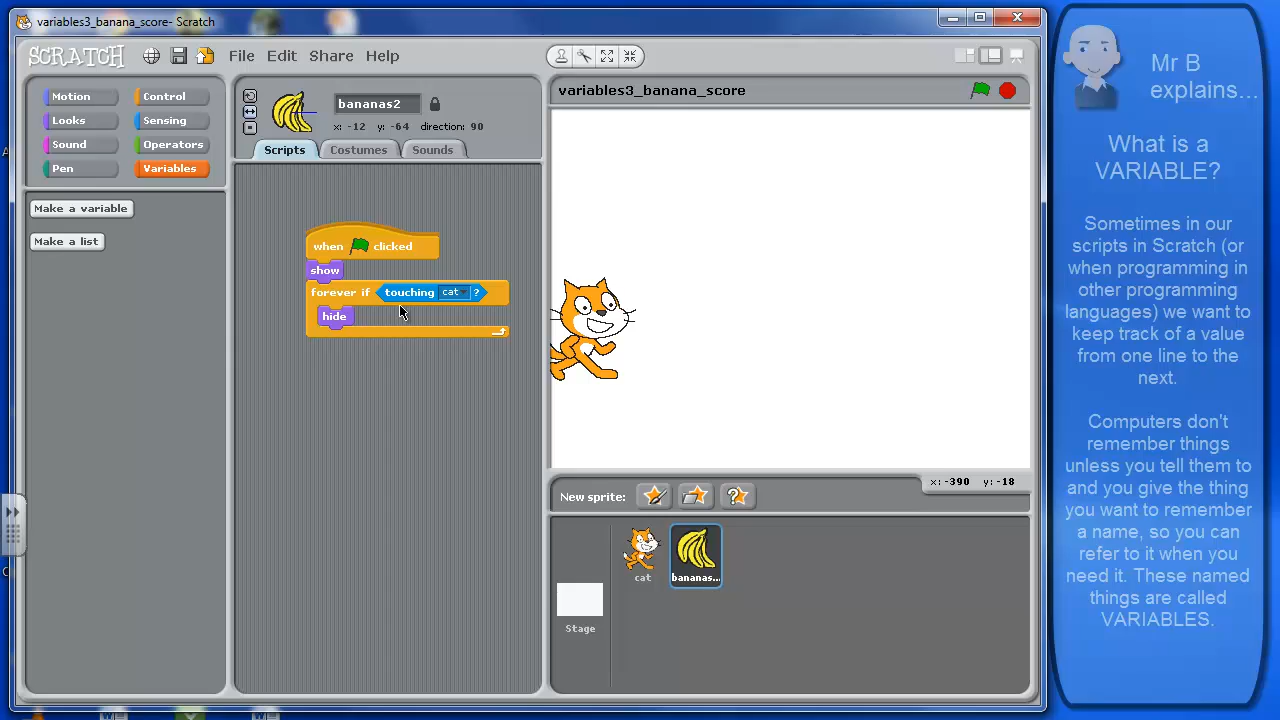 variables3_banana_score- Scratch
SCRATCH File Edit Share Help
Motion Control
Looks Sensing
Sound Operators
Pen Variables
Make a variable
Make a list
bananas2
x: -12 y: -64 direction: 90
Scripts Costumes Sounds
when clicked
show
forever if touching cat ?
hide
variables3_banana_score
x: -390 y: -18
New sprite:
cat bananas...
Stage
Mr B
explains...
What is a
VARIABLE?
Sometimes in our
scripts in Scratch (or
when programming in
other programming
languages) we want to
keep track of a value
from one line to the
next.
Computers don't
remember things
unless you tell them to
and you give the thing
you want to remember
a name, so you can
refer to it when you
need it. These named
things are called
VARIABLES.